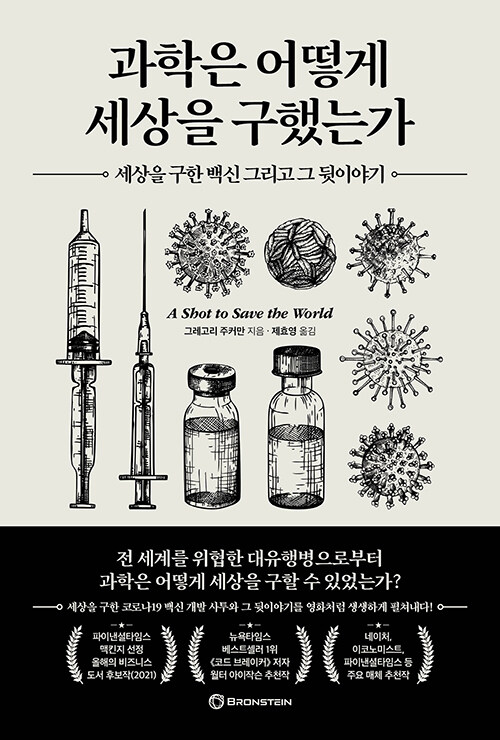 과학은 어떻게
세상을 구했는가
세상을 구한 백신 그리고 그 뒷이야기
A Shot to Save the World
그레고리 주커만 지음 · 제효영 옮김
전 세계를 위협한 대유행병으로부터
과학은 어떻게 세상을 구할 수 있었는가?
세상을 구한 코로나19 백신 개발 사투와 그 뒷이야기를 영화처럼 생생하게 펼쳐내다!
파이낸셜타임스
맥킨지 선정
올해의 비즈니스
도서 후보작(2021)
뉴욕타임스
베스트셀러 1위
《코드 브레이커》 저자
월터 아이작슨 추천작
네이처,
이코노미스트,
파이낸셜타임스 등
주요 매체 추천작
BRONSTEIN